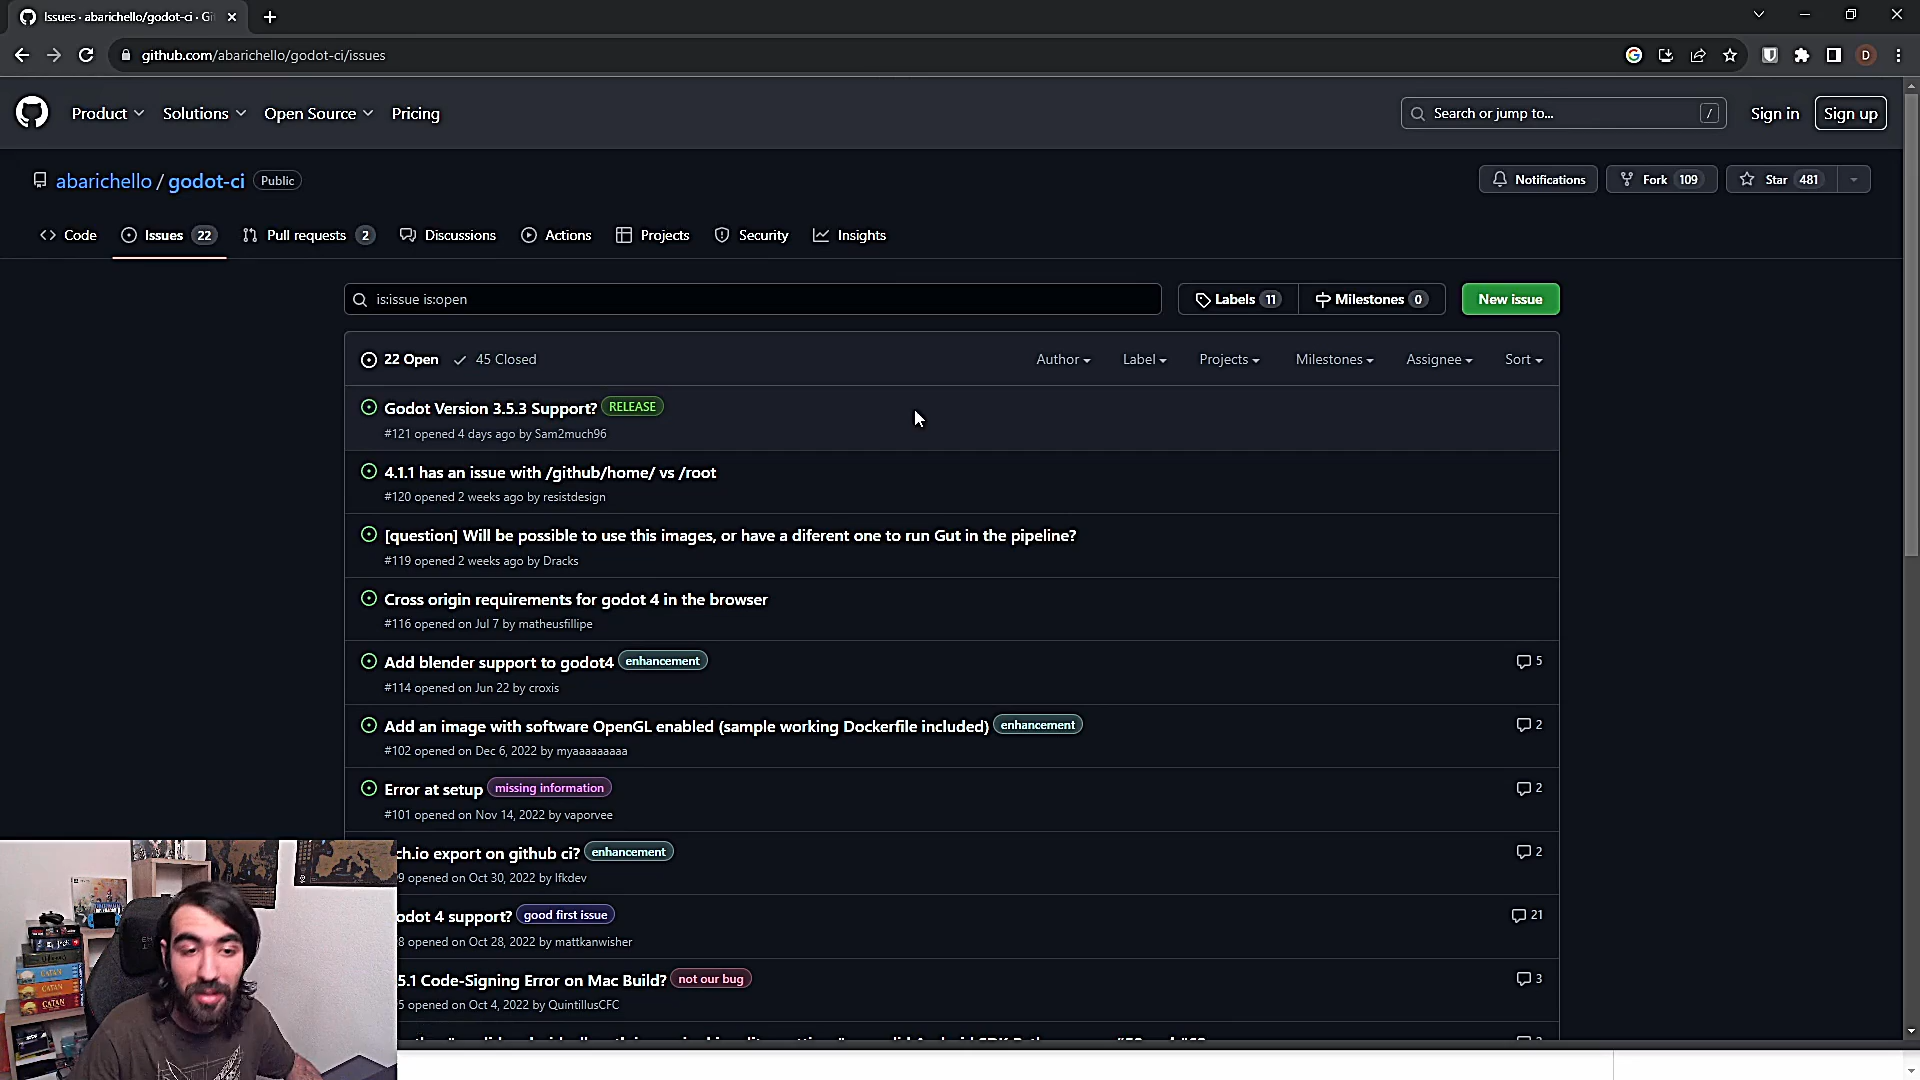 Issues · abarichello/godot-ci · Gi
github.com/abarichello/godot-ci/issues
D
Product
Solutions
Open Source
Pricing
Search or jump to...
/
Sign in
Sign up
abarichello / godot-ci
Public
Notifications
Fork 109
Star 481
Code
Issues 22
Pull requests 2
Discussions
Actions
Projects
Security
Insights
is:issue is:open
Labels 11
Milestones 0
New issue
22 Open
45 Closed
Author
Label
Projects
Milestones
Assignee
Sort
Godot Version 3.5.3 Support? RELEASE
#121 opened 4 days ago by Sam2much96
4.1.1 has an issue with /github/home/ vs /root
#120 opened 2 weeks ago by resistdesign
[question] Will be possible to use this images, or have a diferent one to run Gut in the pipeline?
#119 opened 2 weeks ago by Dracks
Cross origin requirements for godot 4 in the browser
#116 opened on Jul 7 by matheusfillipe
Add blender support to godot4 enhancement
5
#114 opened on Jun 22 by croxis
Add an image with software OpenGL enabled (sample working Dockerfile included) enhancement
2
#102 opened on Dec 6, 2022 by myaaaaaaaaa
Error at setup missing information
2
#101 opened on Nov 14, 2022 by vaporvee
ch.io export on github ci? enhancement
2
9 opened on Oct 30, 2022 by lfkdev
odot 4 support? good first issue
21
8 opened on Oct 28, 2022 by mattkanwisher
5.1 Code-Signing Error on Mac Build? not our bug
3
5 opened on Oct 4, 2022 by QuintillusCFC
CATAN
CATAN
CATAN